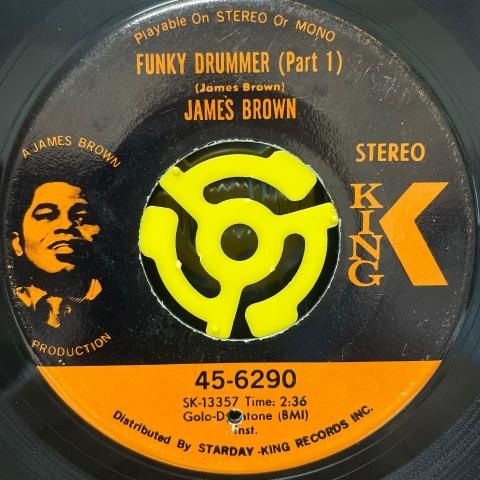 Playable On STEREO Or MONO
FUNKY DRUMMER (Part 1)
(James Brown)
JAMES BROWN
A JAMES BROWN
PRODUCTION
STEREO
KING
K
45-6290
SK-13357 Time: 2:36
(BMI)
Inst.
Distributed By STARDAY-KING RECORDS INC.